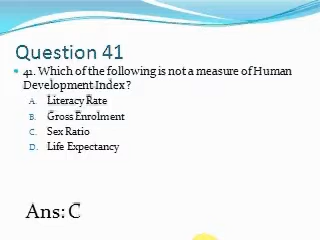 Question 41
41. Which of the following is not a measure of Human
Development Index ?
A. Literacy Rate
B. Gross Enrolment
C. Sex Ratio
D. Life Expectancy
Ans: C